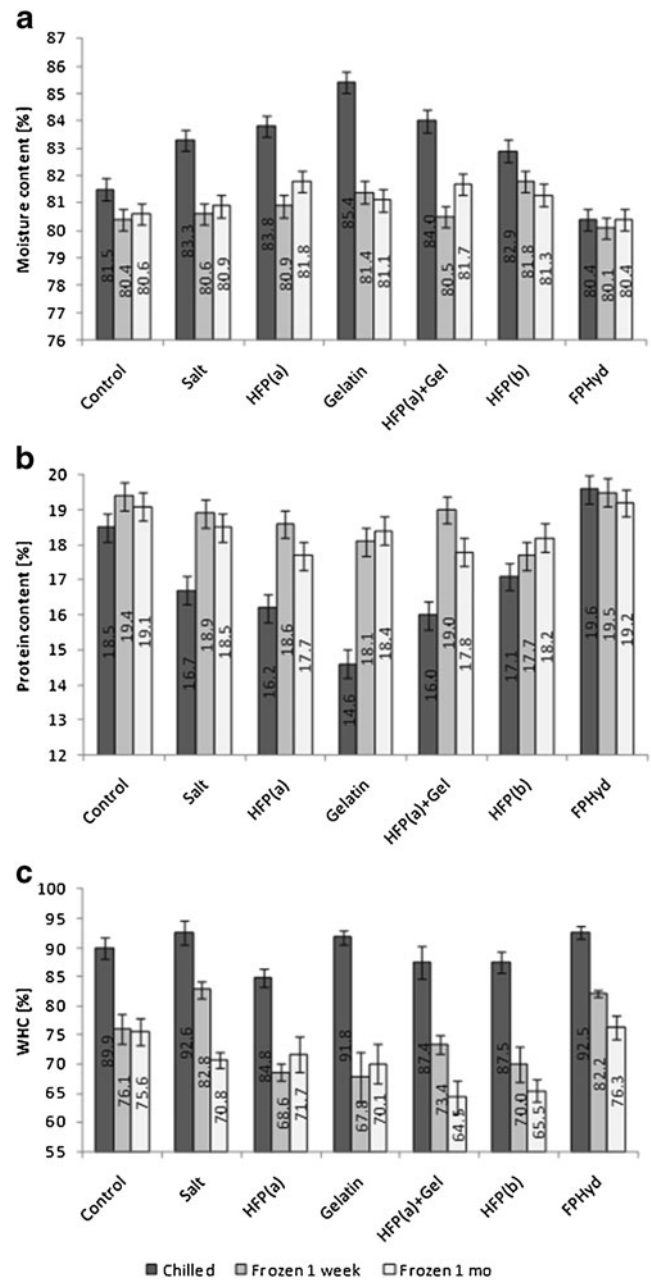 a
Moisture content [%]
87
86
85
84
83
82
81
80
79
78
77
76
81.5 80.4 80.6 83.3 80.6 80.9 83.8 80.9 81.8 85.4 81.4 81.1 84.0 80.5 81.7 82.9 81.8 81.3 80.4 80.1 80.4
Control Salt HFP(a) Gelatin HFP(a)+Gel HFP(b) FPHyd
b
Protein content [%]
20
19
18
17
16
15
14
13
12
18.5 19.4 19.1 16.7 18.9 18.5 16.2 18.6 17.7 14.6 18.1 18.4 16.0 19.0 17.8 17.1 17.7 18.2 19.6 19.5 19.2
Control Salt HFP(a) Gelatin HFP(a)+Gel HFP(b) FPHyd
c
WHC [%]
100
95
90
85
80
75
70
65
60
55
89.9 76.1 75.6 92.6 82.8 70.8 84.8 68.6 71.7 91.8 67.8 70.1 87.4 73.4 87.5 70.0 65.5 92.5 82.2 76.3
Control Salt HFP(a) Gelatin HFP(a)+Gel HFP(b) FPHyd
Chilled Frozen 1 week Frozen 1 mo